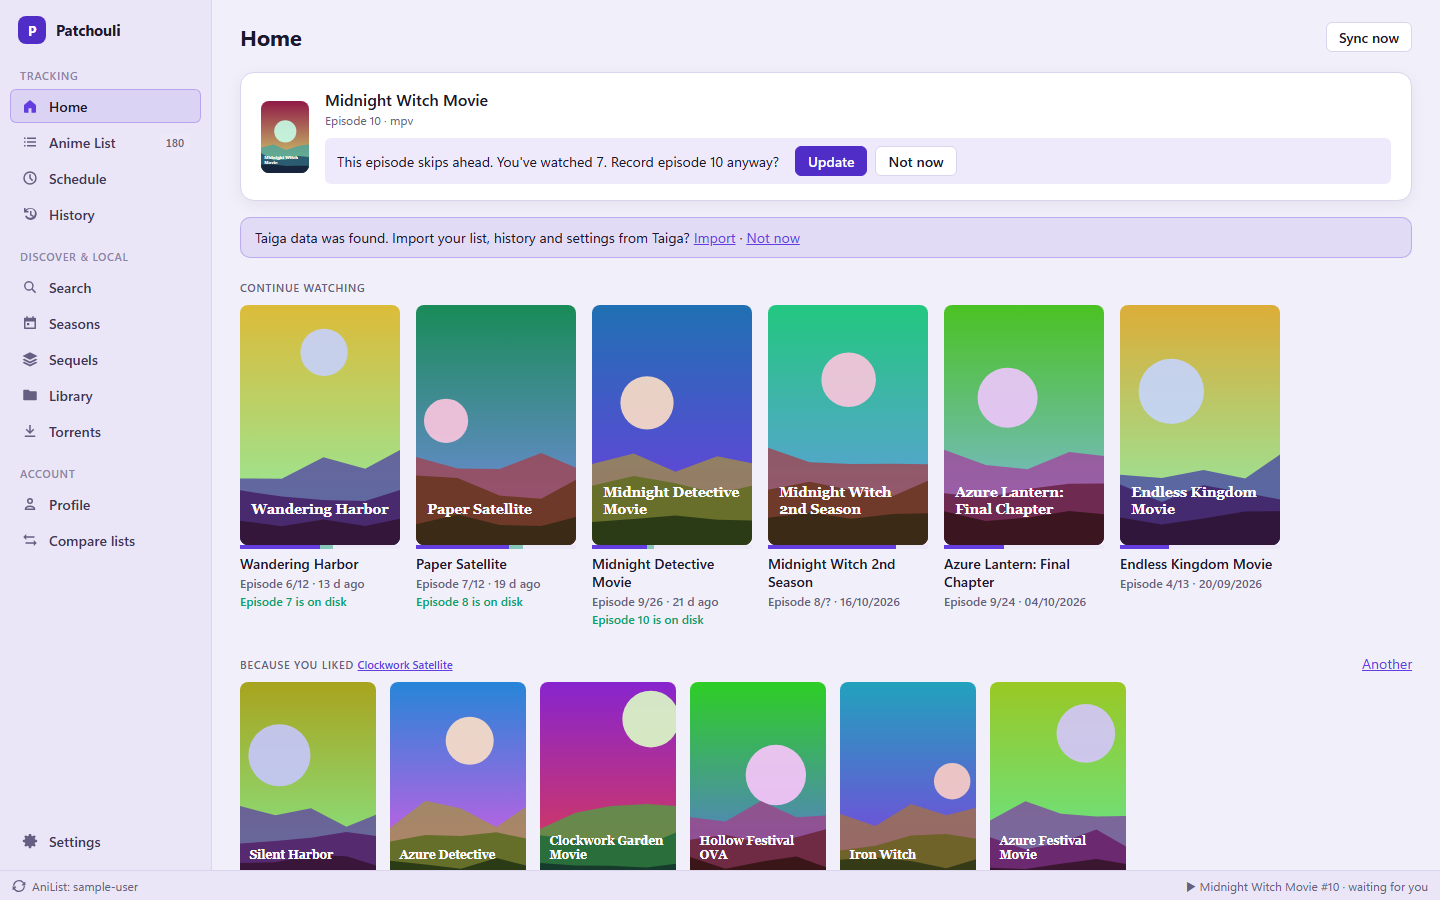 P Patchouli
TRACKING
Home
Anime List 180
Schedule
History
DISCOVER & LOCAL
Search
Seasons
Sequels
Library
Torrents
ACCOUNT
Profile
Compare lists
Settings
Home
Sync now
Midnight Witch
Movie
Midnight Witch Movie
Episode 10 · mpv
This episode skips ahead. You've watched 7. Record episode 10 anyway? Update Not now
Taiga data was found. Import your list, history and settings from Taiga? Import · Not now
CONTINUE WATCHING
Wandering Harbor
Wandering Harbor
Episode 6/12 · 13 d ago
Episode 7 is on disk
Paper Satellite
Paper Satellite
Episode 7/12 · 19 d ago
Episode 8 is on disk
Midnight Detective
Movie
Midnight Detective
Movie
Episode 9/26 · 21 d ago
Episode 10 is on disk
Midnight Witch
2nd Season
Midnight Witch 2nd
Season
Episode 8/? · 16/10/2026
Azure Lantern:
Final Chapter
Azure Lantern: Final
Chapter
Episode 9/24 · 04/10/2026
Endless Kingdom
Movie
Endless Kingdom Movie
Episode 4/13 · 20/09/2026
BECAUSE YOU LIKED Clockwork Satellite
Another
Silent Harbor
Azure Detective
Clockwork Garden
Movie
Hollow Festival
OVA
Iron Witch
Azure Festival
Movie
AniList: sample-user
▶ Midnight Witch Movie #10 · waiting for you